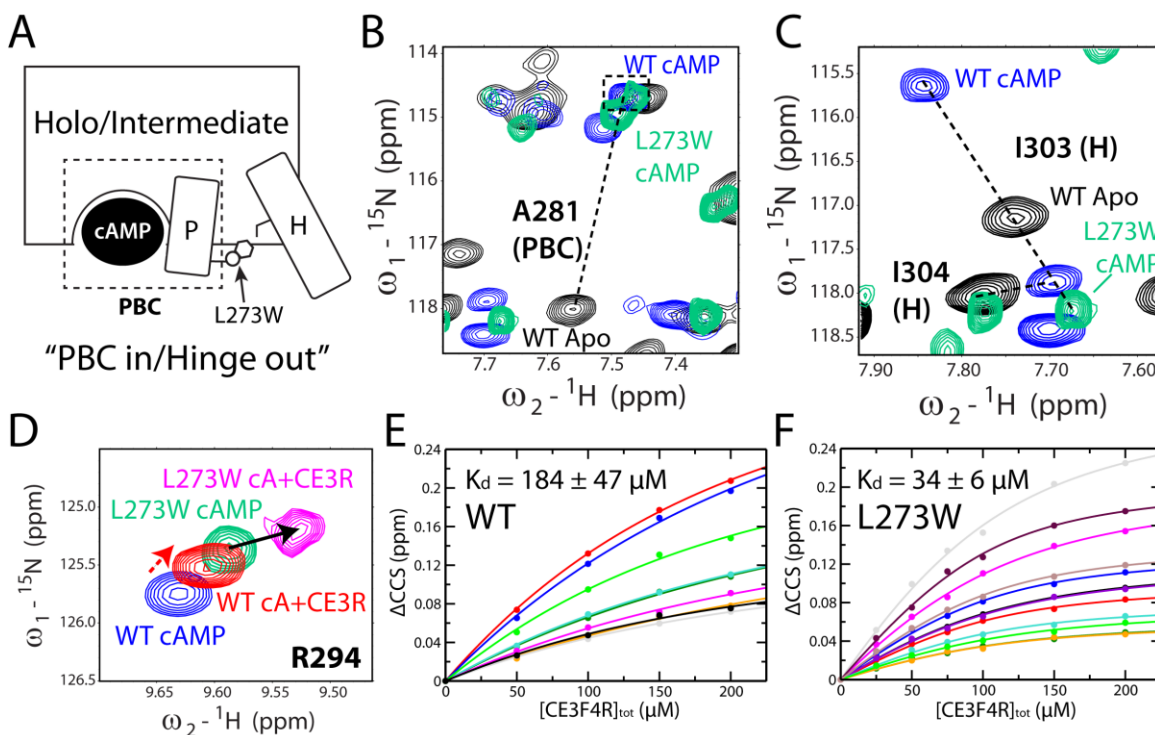 A
Holo/Intermediate
cAMP
P
H
PBC
L273W
"PBC in/Hinge out"
B
114
115
116
117
118
ω1 - 15N (ppm)
WT cAMP
L273W
cAMP
A281
(PBC)
WT Apo
7.7
7.6
7.5
7.4
ω2 - 1H (ppm)
C
115.5
116.0
116.5
117.0
117.5
118.0
118.5
ω1 - 15N (ppm)
WT cAMP
I303 (H)
WT Apo
L273W
cAMP
I304
(H)
7.90
7.80
7.70
7.60
ω2 - 1H (ppm)
D
125.0
125.5
126.0
126.5
ω1 - 15N (ppm)
L273W cA+CE3R
L273W cAMP
WT cA+CE3R
WT cAMP
R294
9.65
9.60
9.55
9.50
ω2 - 1H (ppm)
E
0.24
0.2
0.16
0.12
0.08
0.04
ΔCCS (ppm)
Kd = 184 ± 47 μM
WT
0
50
100
150
200
[CE3F4R]tot (μM)
F
0.24
0.2
0.16
0.12
0.08
0.04
ΔCCS (ppm)
Kd = 34 ± 6 μM
L273W
0
50
100
150
200
[CE3F4R]tot (μM)